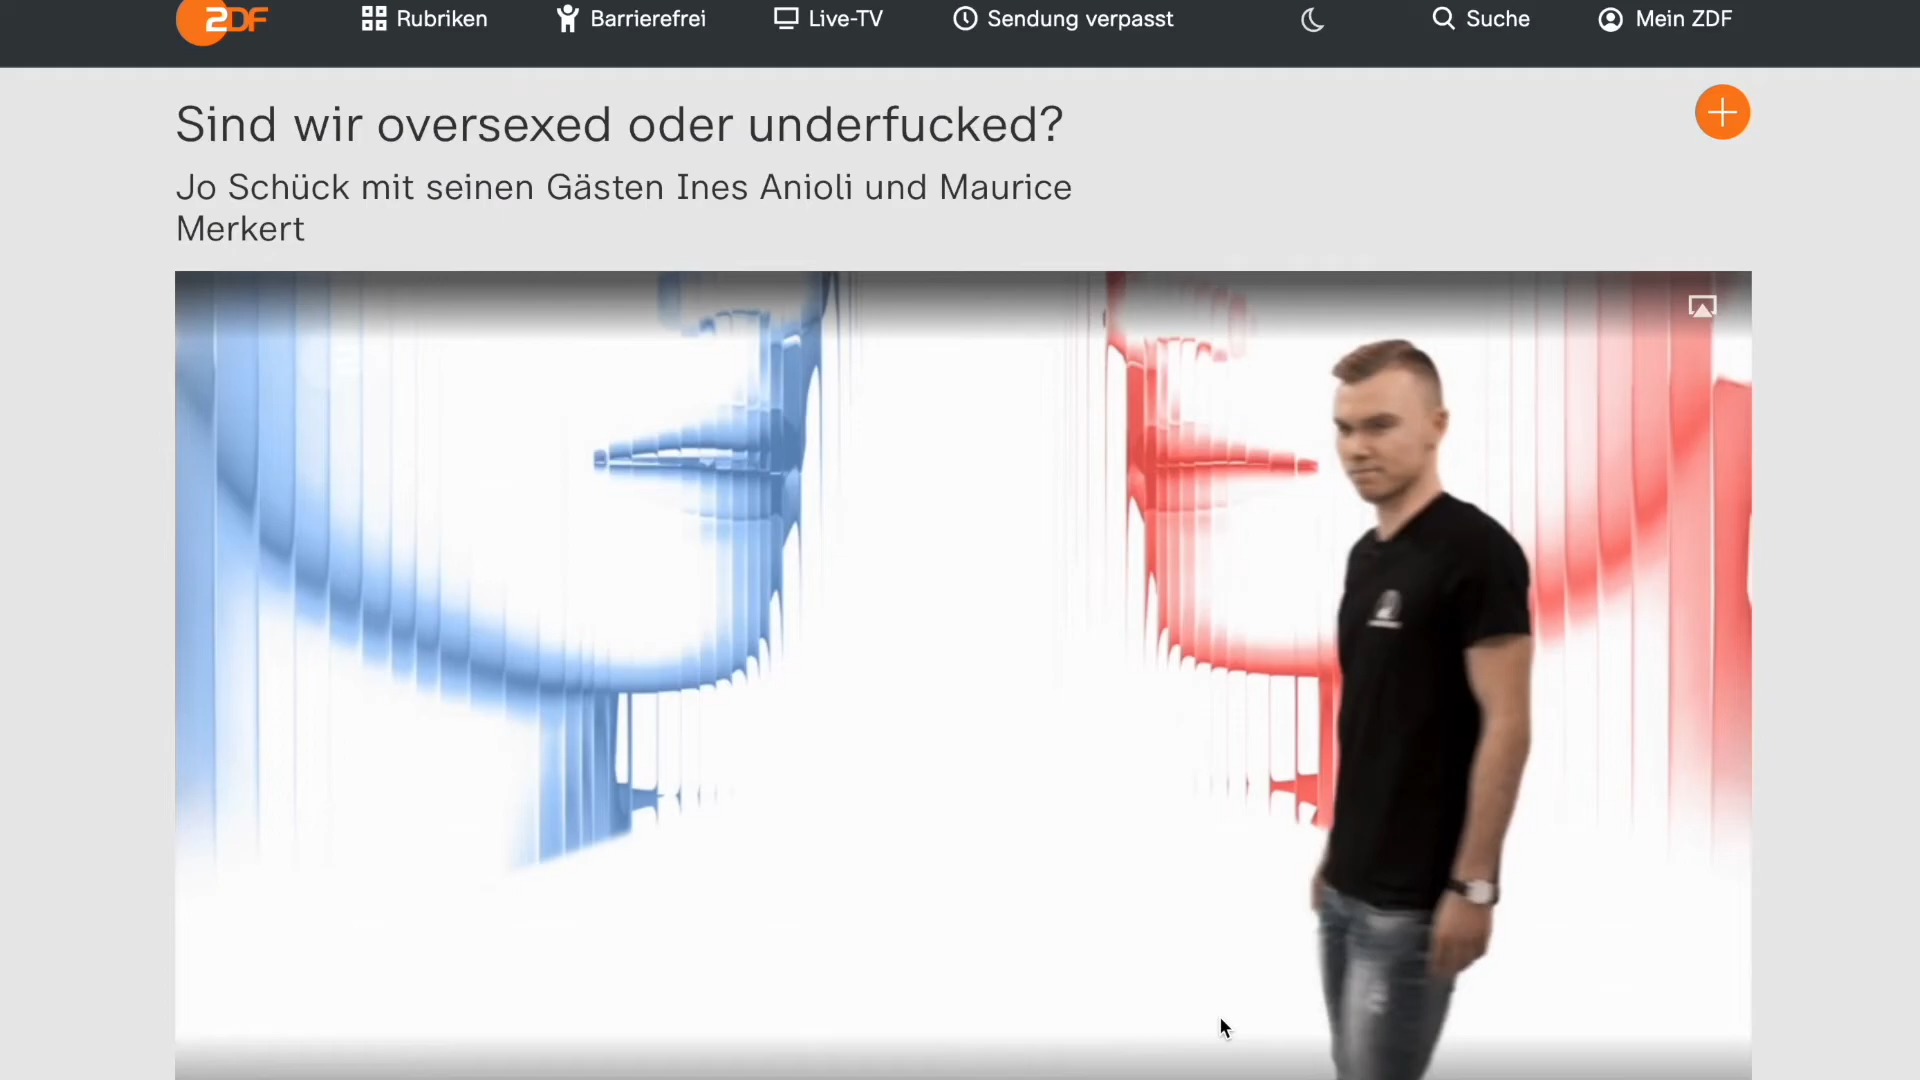 ZDF
Rubriken
Barrierefrei
Live-TV
Sendung verpasst
Suche
Mein ZDF
Sind wir oversexed oder underfucked?
Jo Schück mit seinen Gästen Ines Anioli und Maurice
Merkert